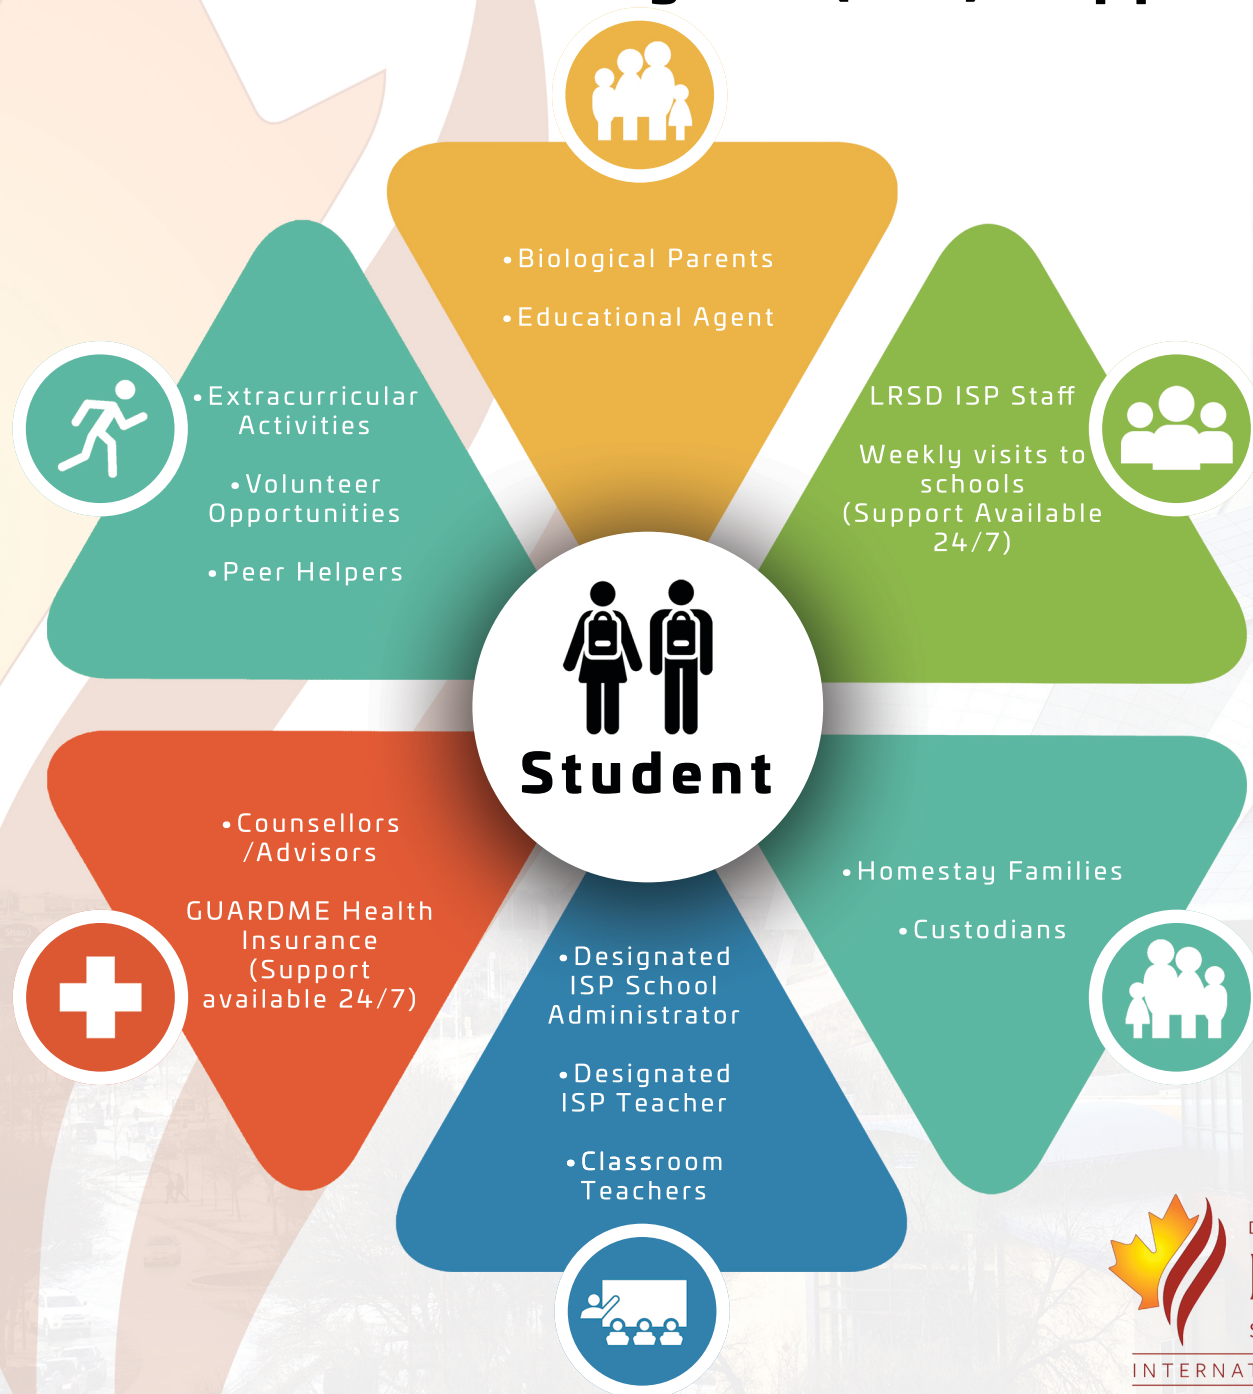 •Biological Parents
•Educational Agent
•Extracurricular
Activities
•Volunteer
Opportunities
•Peer Helpers
LRSD ISP Staff
Weekly visits to
schools
(Support Available
24/7)
Student
•Counsellors
/Advisors
GUARDME Health
Insurance
(Support
available 24/7)
•Designated
ISP School
Administrator
•Designated
ISP Teacher
•Classroom
Teachers
•Homestay Families
•Custodians